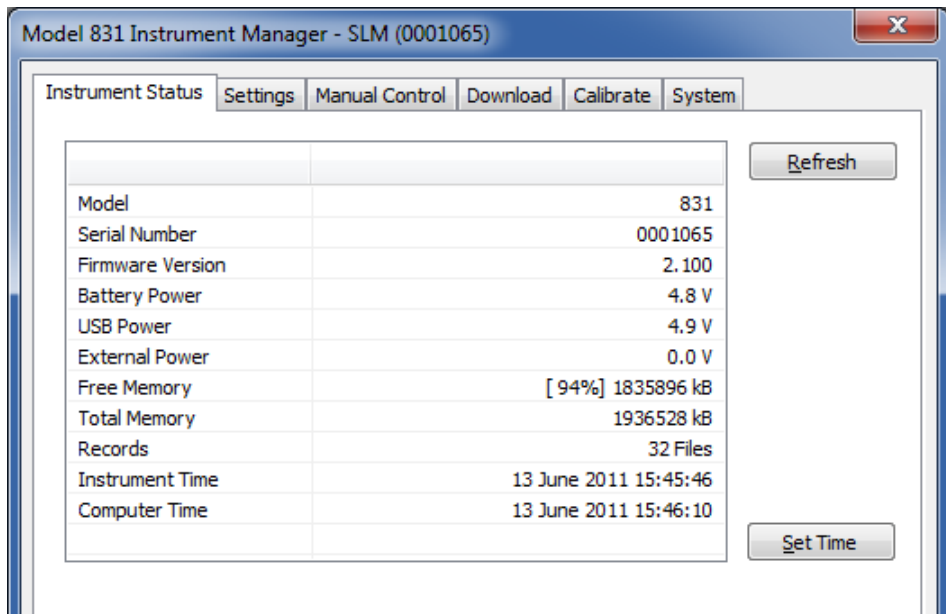 Model 831 Instrument Manager - SLM (0001065)
Instrument Status Settings Manual Control Download Calibrate System
Refresh
Model 831
Serial Number 0001065
Firmware Version 2.100
Battery Power 4.8 V
USB Power 4.9 V
External Power 0.0 V
Free Memory [ 94%] 1835896 kB
Total Memory 1936528 kB
Records 32 Files
Instrument Time 13 June 2011 15:45:46
Computer Time 13 June 2011 15:46:10
Set Time